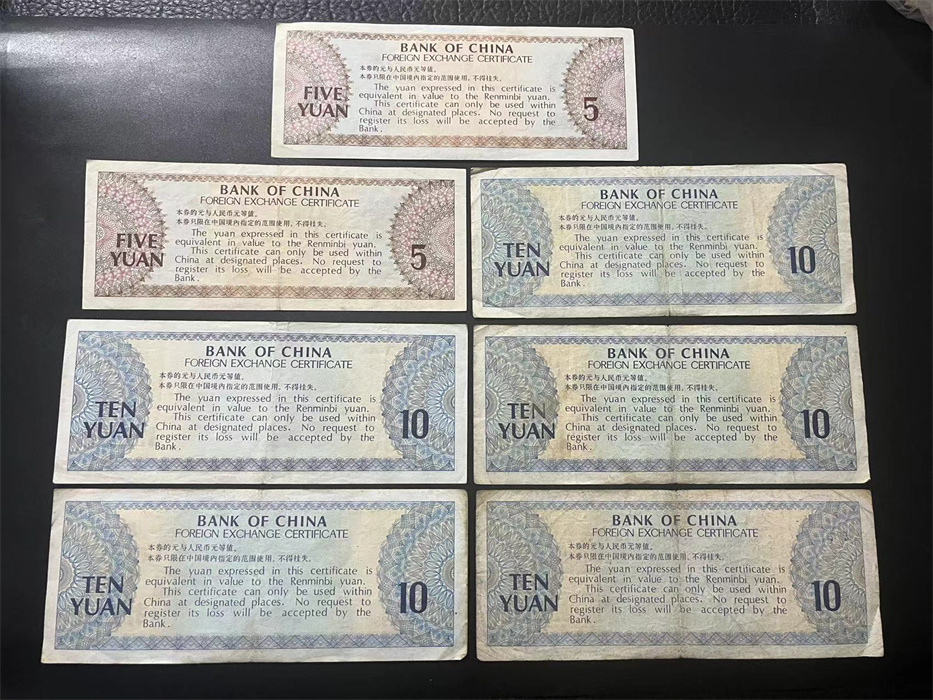 BANK OF CHINA
FOREIGN EXCHANGE CERTIFICATE
本券的元与人民币元等值。
本券只限在中国境内指定的范围使用，不得挂失。
The yuan expressed in this certificate is
equivalent in value to the Renminbi yuan.
This certificate can only be used within
China at designated places. No request to
register its loss will be accepted by the
Bank.
FIVE
YUAN
5
BANK OF CHINA
FOREIGN EXCHANGE CERTIFICATE
本券的元与人民币元等值。
本券只限在中国境内指定的范围使用，不得挂失。
The yuan expressed in this certificate is
equivalent in value to the Renminbi yuan.
This certificate can only be used within
China at designated places. No request to
register its loss will be accepted by the
Bank.
FIVE
YUAN
5
BANK OF CHINA
FOREIGN EXCHANGE CERTIFICATE
本券的元与人民币元等值。
本券只限在中国境内指定的范围使用，不得挂失。
The yuan expressed in this certificate is
equivalent in value to the Renminbi yuan.
This certificate can only be used within
China at designated places. No request to
register its loss will be accepted by the
Bank.
TEN
YUAN
10
BANK OF CHINA
FOREIGN EXCHANGE CERTIFICATE
本券的元与人民币元等值。
本券只限在中国境内指定的范围使用，不得挂失。
The yuan expressed in this certificate is
equivalent in value to the Renminbi yuan.
This certificate can only be used within
China at designated places. No request to
register its loss will be accepted by the
Bank.
TEN
YUAN
10
BANK OF CHINA
FOREIGN EXCHANGE CERTIFICATE
本券的元与人民币元等值。
本券只限在中国境内指定的范围使用，不得挂失。
The yuan expressed in this certificate is
equivalent in value to the Renminbi yuan.
This certificate can only be used within
China at designated places. No request to
register its loss will be accepted by the
Bank.
TEN
YUAN
10
BANK OF CHINA
FOREIGN EXCHANGE CERTIFICATE
本券的元与人民币元等值。
本券只限在中国境内指定的范围使用，不得挂失。
The yuan expressed in this certificate is
equivalent in value to the Renminbi yuan.
This certificate can only be used within
China at designated places. No request to
register its loss will be accepted by the
Bank.
TEN
YUAN
10
BANK OF CHINA
FOREIGN EXCHANGE CERTIFICATE
本券的元与人民币元等值。
本券只限在中国境内指定的范围使用，不得挂失。
The yuan expressed in this certificate is
equivalent in value to the Renminbi yuan.
This certificate can only be used within
China at designated places. No request to
register its loss will be accepted by the
Bank.
TEN
YUAN
10